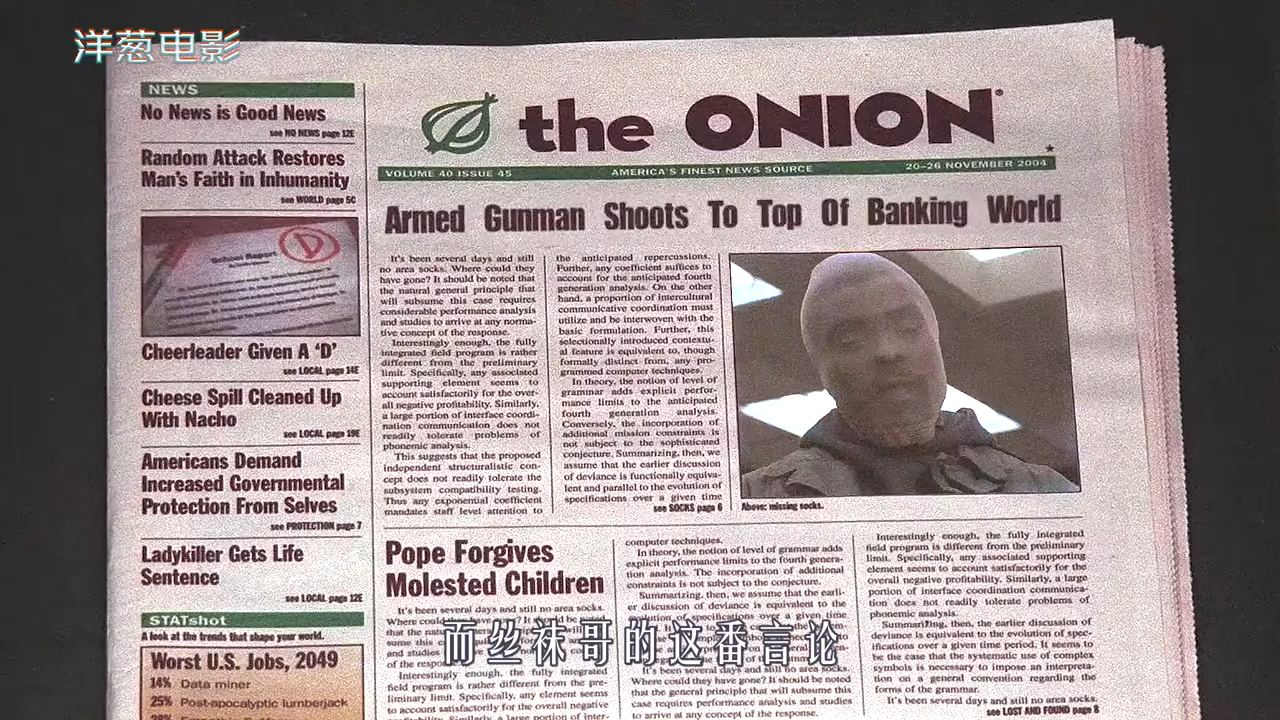 洋葱电影
NEWS
No News is Good News
see NO NEWS page 12E
Random Attack Restores
Man's Faith in Inhumanity
see WORLD page 5C
School Report
D
Cheerleader Given A 'D'
see LOCAL page 14E
Cheese Spill Cleaned Up
With Nacho
see LOCAL page 19E
Americans Demand
Increased Governmental
Protection From Selves
see PROTECTION page 7
Ladykiller Gets Life
Sentence
see LOCAL page 12E
STATshot
A look at the trends that shape your world.
Worst U.S. Jobs, 2049
14% Data miner
25% Post-apocalyptic lumberjack
the ONION
VOLUME 40 ISSUE 45 AMERICA'S FINEST NEWS SOURCE 20-26 NOVEMBER 2004
Armed Gunman Shoots To Top Of Banking World
It's been several days and still
no area socks. Where could they
have gone? It should be noted that
the natural general principle that
will subsume this case requires
considerable performance analysis
and studies to arrive at any norma-
tive concept of the response.
Interestingly enough, the fully
integrated field program is rather
different from the preliminary
limit. Specifically, any associated
supporting element seems to
account satisfactorily for the over-
all negative profitability. Similarly,
a large portion of interface coordi-
nation communication does not
readily tolerate problems of
phonemic analysis.
This suggests that the proposed
independent structuralistic con-
cept does not readily tolerate the
subsystem compatibility testing.
Thus any exponential coefficient
mandates staff level attention to
the anticipated repercussions.
Further, any coefficient suffices to
account for the anticipated fourth
generation analysis. On the other
hand, a proportion of intercultural
communicative coordination must
utilize and be interwoven with the
basic formulation. Further, this
selectionally introduced contextu-
al feature is equivalent to, though
formally distinct from, any pro-
grammed computer techniques.
In theory, the notion of level of
grammar adds explicit perfor-
mance limits to the anticipated
fourth generation analysis.
Conversely, the incorporation of
additional mission constraints is
not subject to the sophisticated
conjecture. Summarizing, then, we
assume that the earlier discussion
of deviance is functionally equiva-
lent and parallel to the evolution of
specifications over a given time
see SOCKS page 6
Above: missing socks.
Pope Forgives
Molested Children
It's been several days and still no area socks.
Interestingly enough, the fully integrated
field program is rather different from the pre-
liminary limit. Specifically, any element seems
to account satisfactorily for the overall negative
computer techniques.
In theory, the notion of level of grammar adds
explicit performance limits to the fourth genera-
tion analysis. The incorporation of additional
constraints is not subject to the conjecture.
Summarizing, then, we assume that the earli-
er discussion of deviance is equivalent to the
It's been several days and still no area socks.
Where could they have gone? It should be noted
that the general principle that will subsume this
case requires performance analysis and studies
to arrive at any concept of the response.
Interestingly enough, the fully integrated
field program is different from the preliminary
limit. Specifically, any associated supporting
element seems to account satisfactorily for the
overall negative profitability. Similarly, a large
portion of interface coordination communica-
tion does not readily tolerate problems of
phonemic analysis.
Summarizing, then, the earlier discussion of
deviance is equivalent to the evolution of spec-
ifications over a given time period. It seems to
be the case that the systematic use of complex
symbols is necessary to impose an interpreta-
tion on a general convention regarding the
forms of the grammar.
It's been several days and still no area socks.
see LOST AND FOUND page 8
而丝袜哥的这番言论